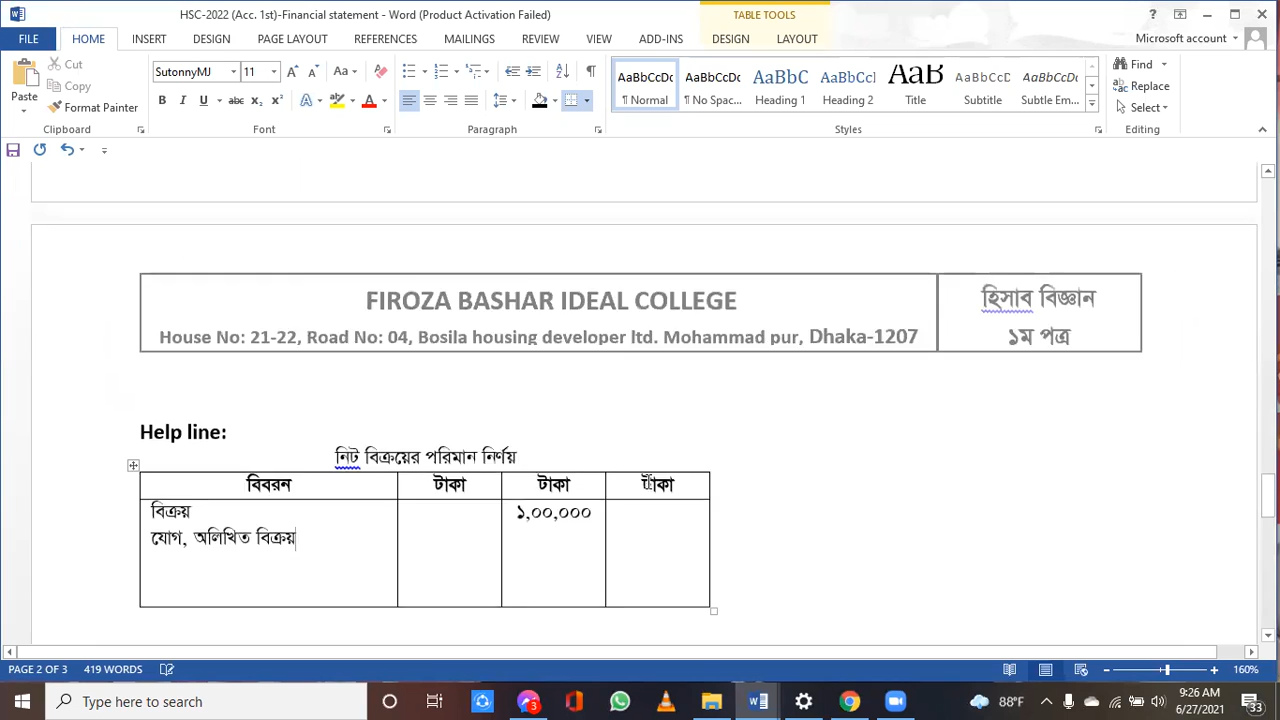 HSC-2022 (Acc. 1st)-Financial statement - Word (Product Activation Failed)
TABLE TOOLS
FILE HOME INSERT DESIGN PAGE LAYOUT REFERENCES MAILINGS REVIEW VIEW ADD-INS DESIGN LAYOUT Microsoft account
Cut
Copy
Format Painter
Paste
Clipboard
SutonnyMJ 11
Font
Paragraph
AaBbCcDc AaBbCcDc AaBbC AaBbCcD AaB AaBbCcD AaBbCcDc
¶ Normal ¶ No Spac... Heading Heading 2 Title Subtitle Subtle Em...
Styles
Find
Replace
Select
Editing
FIROZA BASHAR IDEAL COLLEGE
House No: 21-22, Road No: 04, Bosila housing developer ltd. Mohammad pur, Dhaka-1207
হিসাব বিজ্ঞান
১ম পত্র
Help line:
নিট বিক্রয়ের পরিমান নির্ণয়
বিবরন টাকা টাকা টাকা
বিক্রয় ১,০০,০০০
যোগ, অলিখিত বিক্রয়
PAGE 2 OF 3 419 WORDS 160%
Type here to search
3
88°F
9:26 AM
6/27/2021
33